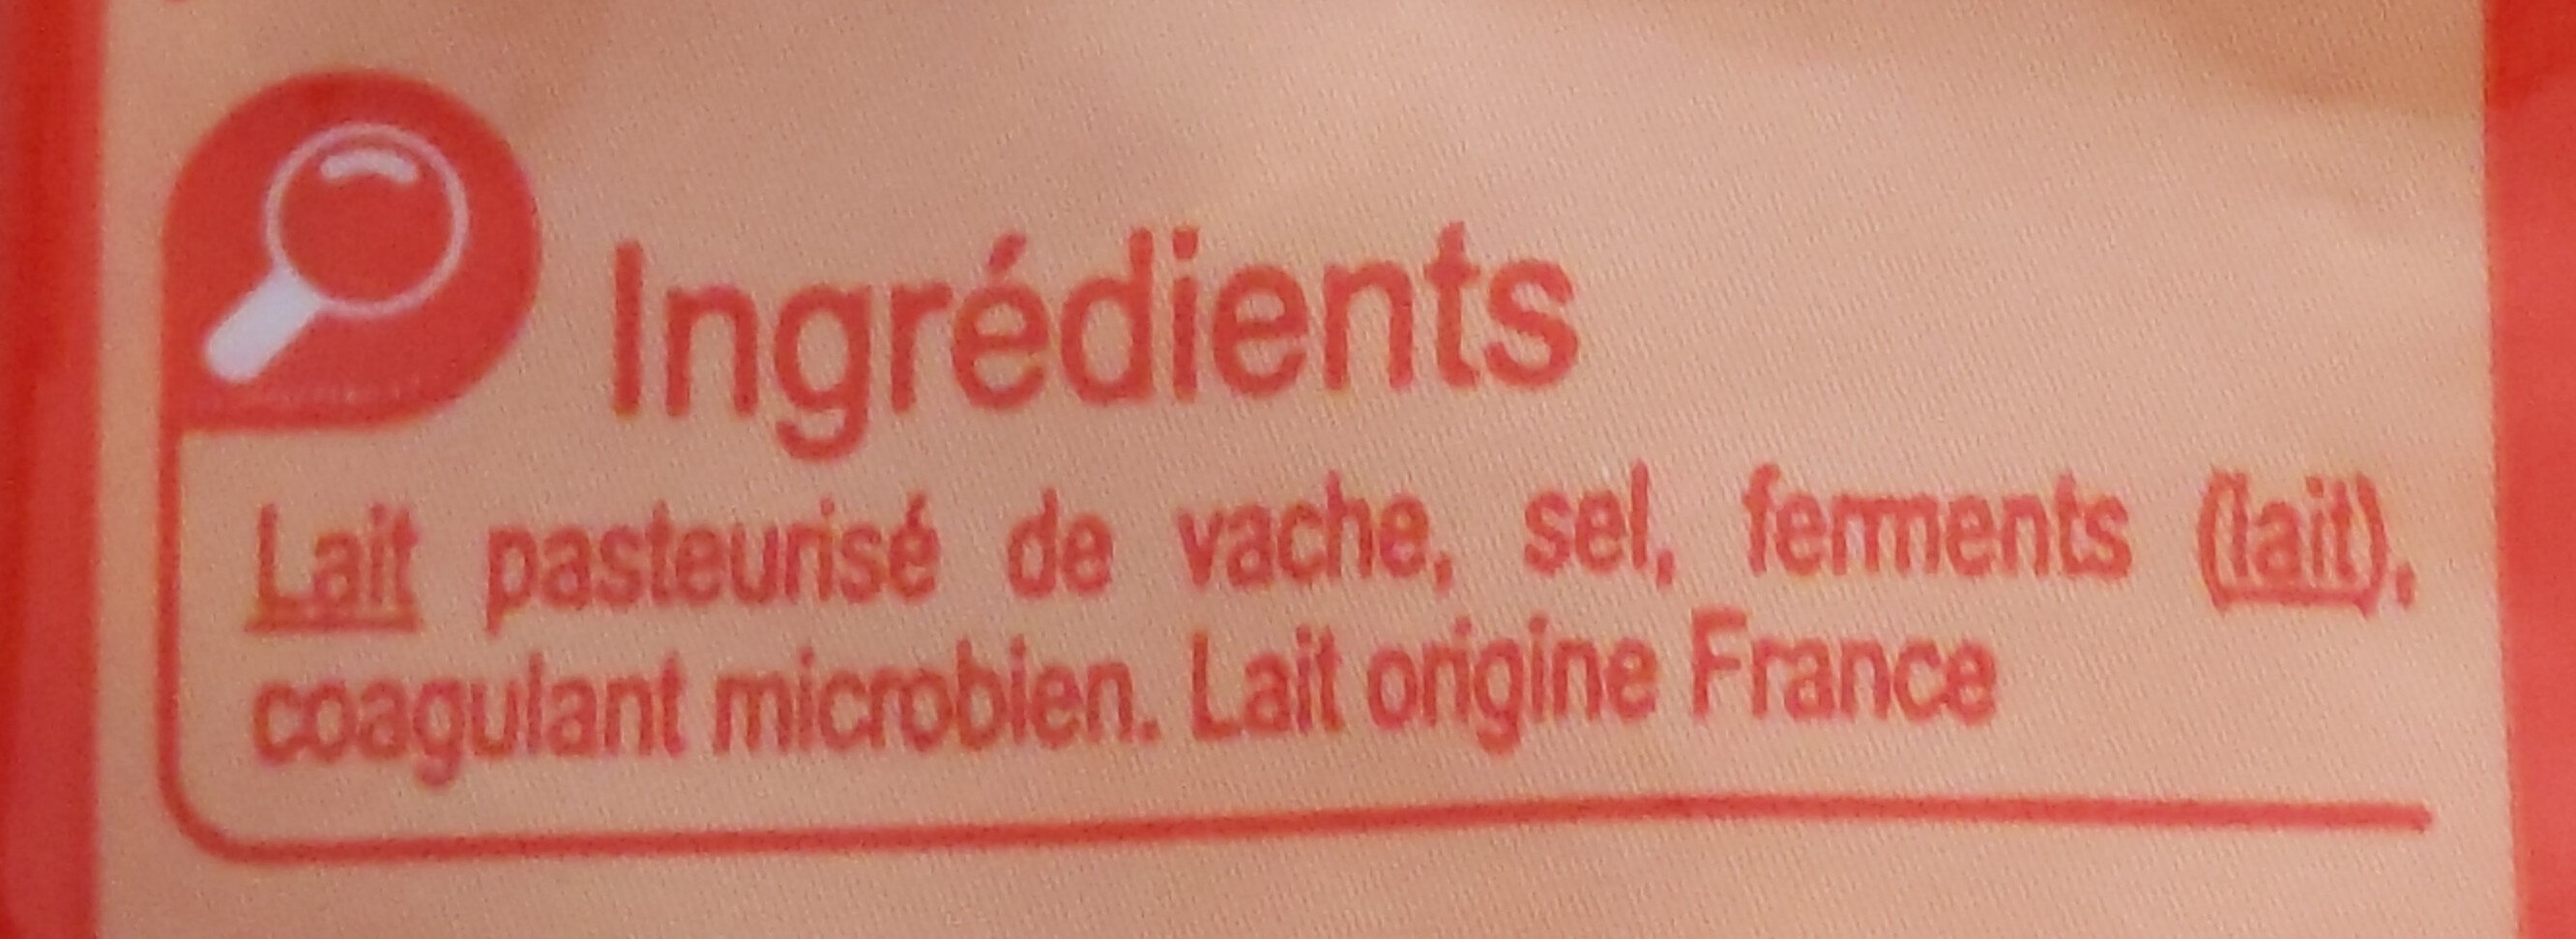 Ingrédients
Lait pasteurisé de vache, sel, ferments (lait),
coagulant microbien. Lait origine France